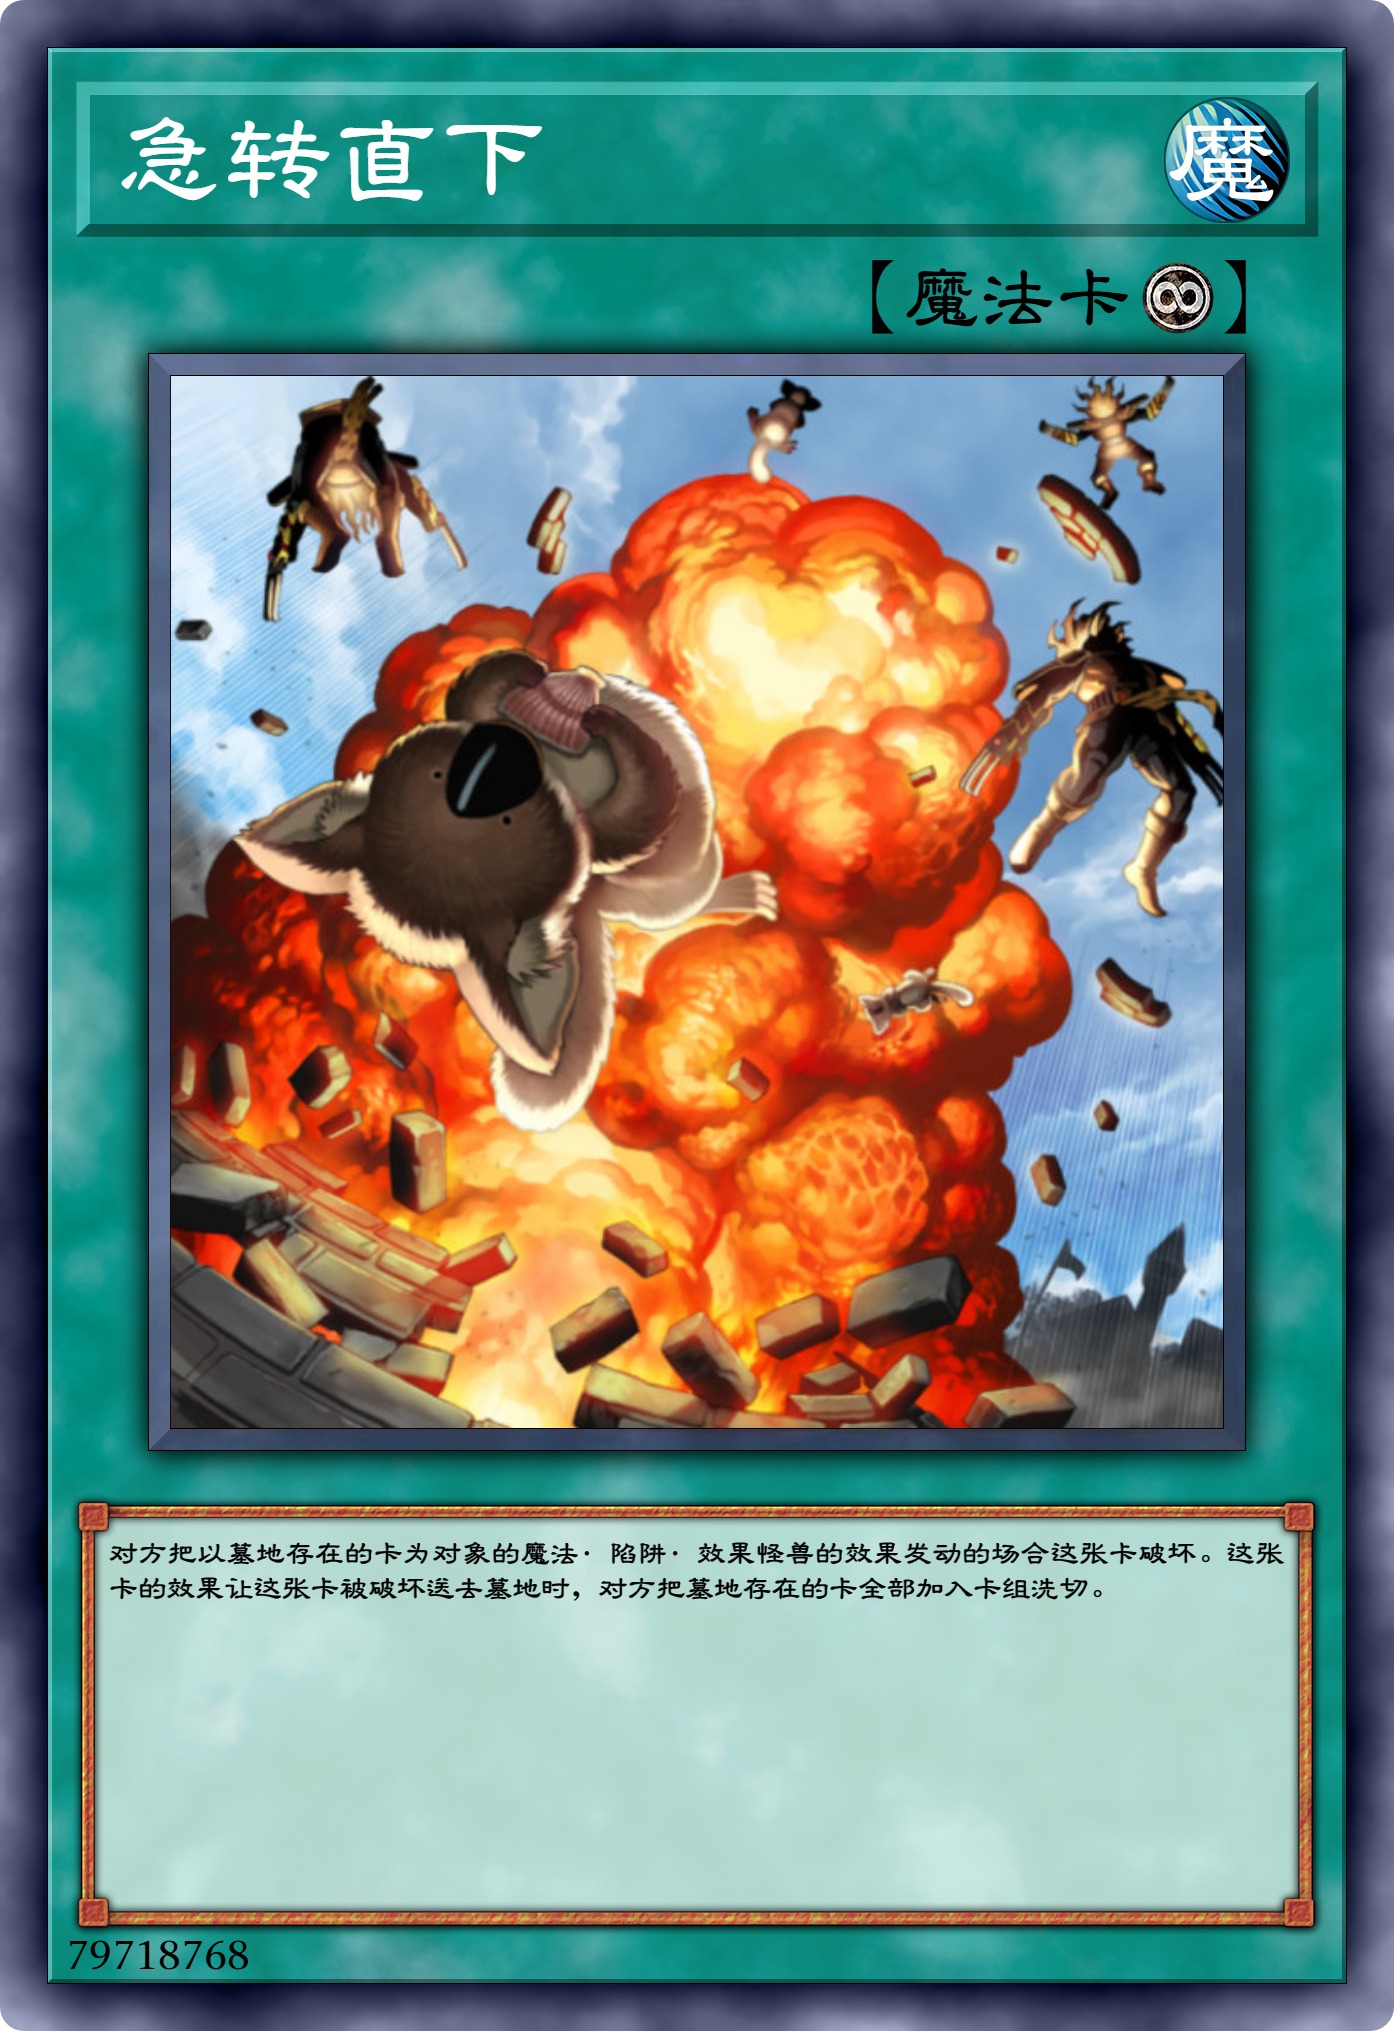 急转直下
魔
【魔法卡♾】
对方把以墓地存在的卡为对象的魔法·陷阱·效果怪兽的效果发动的场合这张卡破坏。这张
卡的效果让这张卡被破坏送去墓地时，对方把墓地存在的卡全部加入卡组洗切。
79718768